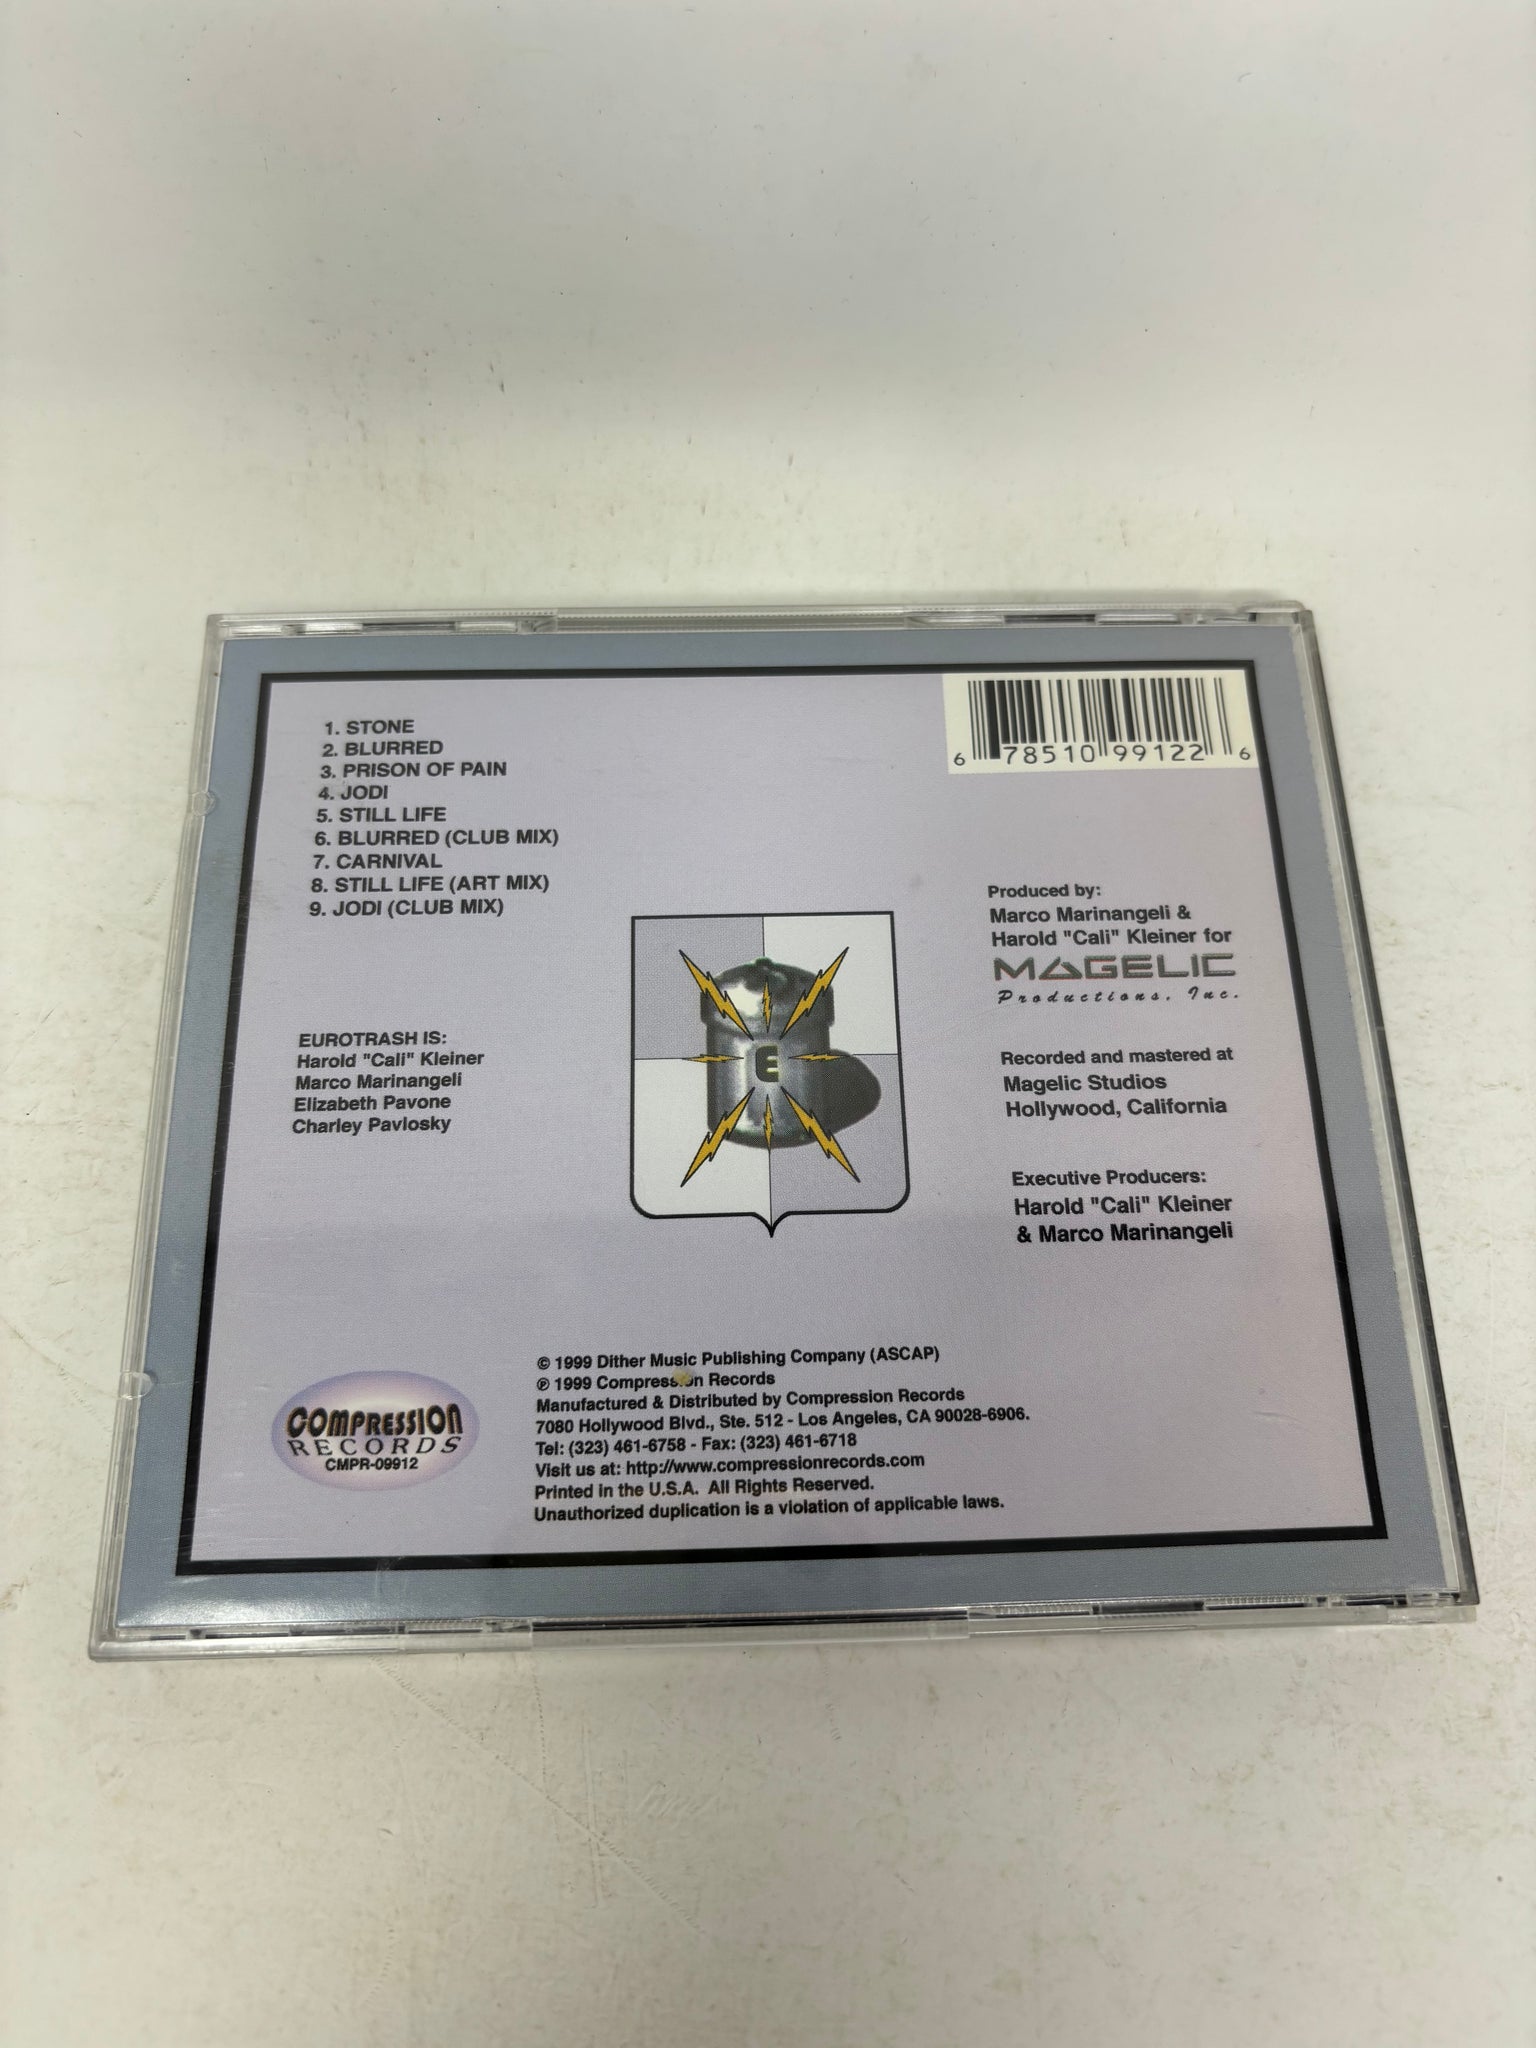 1. STONE
2. BLURRED
3. PRISON OF PAIN
4. JODI
5. STILL LIFE
6. BLURRED (CLUB MIX)
7. CARNIVAL
8. STILL LIFE (ART MIX)
9. JODI (CLUB MIX)
6 78510 99122 6
EUROTRASH IS:
Harold "Cali" Kleiner
Marco Marinangeli
Elizabeth Pavone
Charley Pavlosky
E
Produced by:
Marco Marinangeli &
Harold "Cali" Kleiner for
MAGELIC
Productions, Inc.
Recorded and mastered at
Magelic Studios
Hollywood, California
Executive Producers:
Harold "Cali" Kleiner
& Marco Marinangeli
COMPRESSION
RECORDS
CMPR-09912
© 1999 Dither Music Publishing Company (ASCAP)
℗ 1999 Compression Records
Manufactured & Distributed by Compression Records
7080 Hollywood Blvd., Ste. 512 - Los Angeles, CA 90028-6906.
Tel: (323) 461-6758 - Fax: (323) 461-6718
Visit us at: http://www.compressionrecords.com
Printed in the U.S.A. All Rights Reserved.
Unauthorized duplication is a violation of applicable laws.